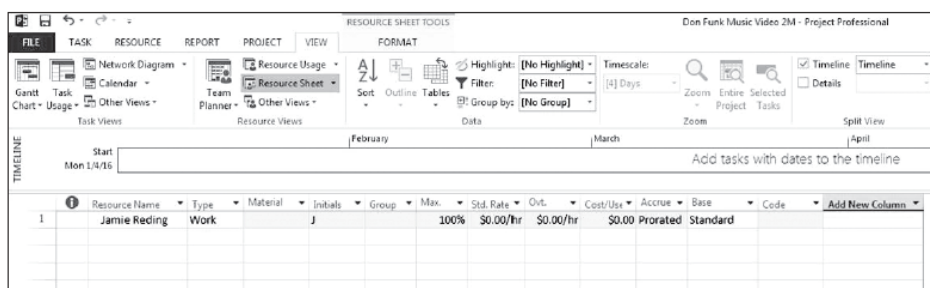 RESOURCE SHEET TOOLS
Don Funk Music Video 2M - Project Professional
FILE TASK RESOURCE REPORT PROJECT VIEW FORMAT
Network Diagram
Calendar
Other Views
Gantt Chart
Task Usage
Task Views
Team Planner
Resource Usage
Resource Sheet
Other Views
Resource Views
Sort
Outline
Tables
Highlight: [No Highlight]
Filter: [No Filter]
Group by: [No Group]
Data
Timescale:
[4] Days
Zoom
Entire Project
Selected Tasks
Zoom
Timeline Timeline
Details
Split View
TIMELINE
February March April
Start
Mon 1/4/16
Add tasks with dates to the timeline
Resource Name Type Material Initials Group Max. Std. Rate Ovt. Cost/Use Accrue Base Code Add New Column
1 Jamie Reding Work J 100% $0.00/hr $0.00/hr $0.00 Prorated Standard